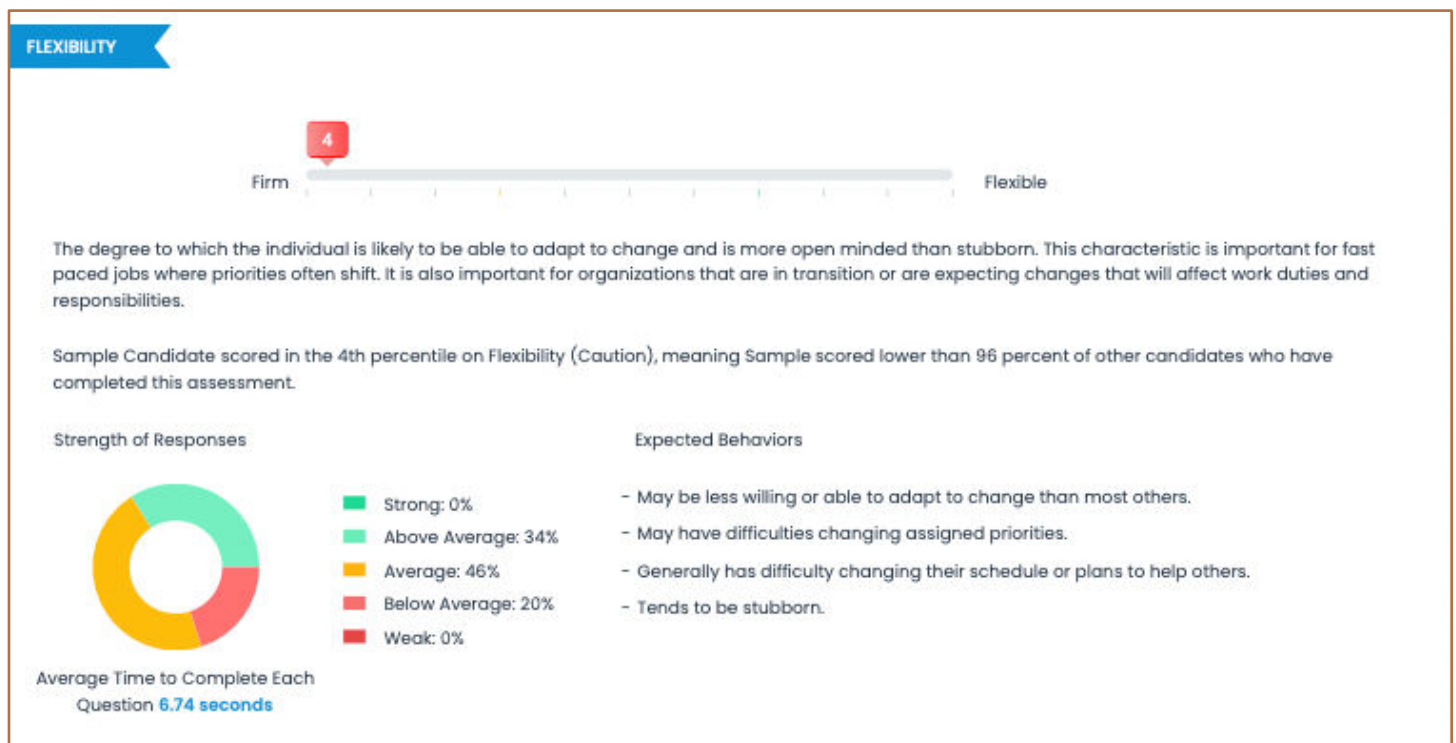 FLEXIBILITY
4
Firm
Flexible
The degree to which the individual is likely to be able to adapt to change and is more open minded than stubborn. This characteristic is important for fast
paced jobs where priorities often shift. It is also important for organizations that are in transition or are expecting changes that will affect work duties and
responsibilities.
Sample Candidate scored in the 4th percentile on Flexibility (Caution), meaning Sample scored lower than 96 percent of other candidates who have
completed this assessment.
Strength of Responses
Strong: 0%
Above Average: 34%
Average: 46%
Below Average: 20%
Weak: 0%
Average Time to Complete Each
Question 6.74 seconds
Expected Behaviors
- May be less willing or able to adapt to change than most others.
- May have difficulties changing assigned priorities.
- Generally has difficulty changing their schedule or plans to help others.
- Tends to be stubborn.